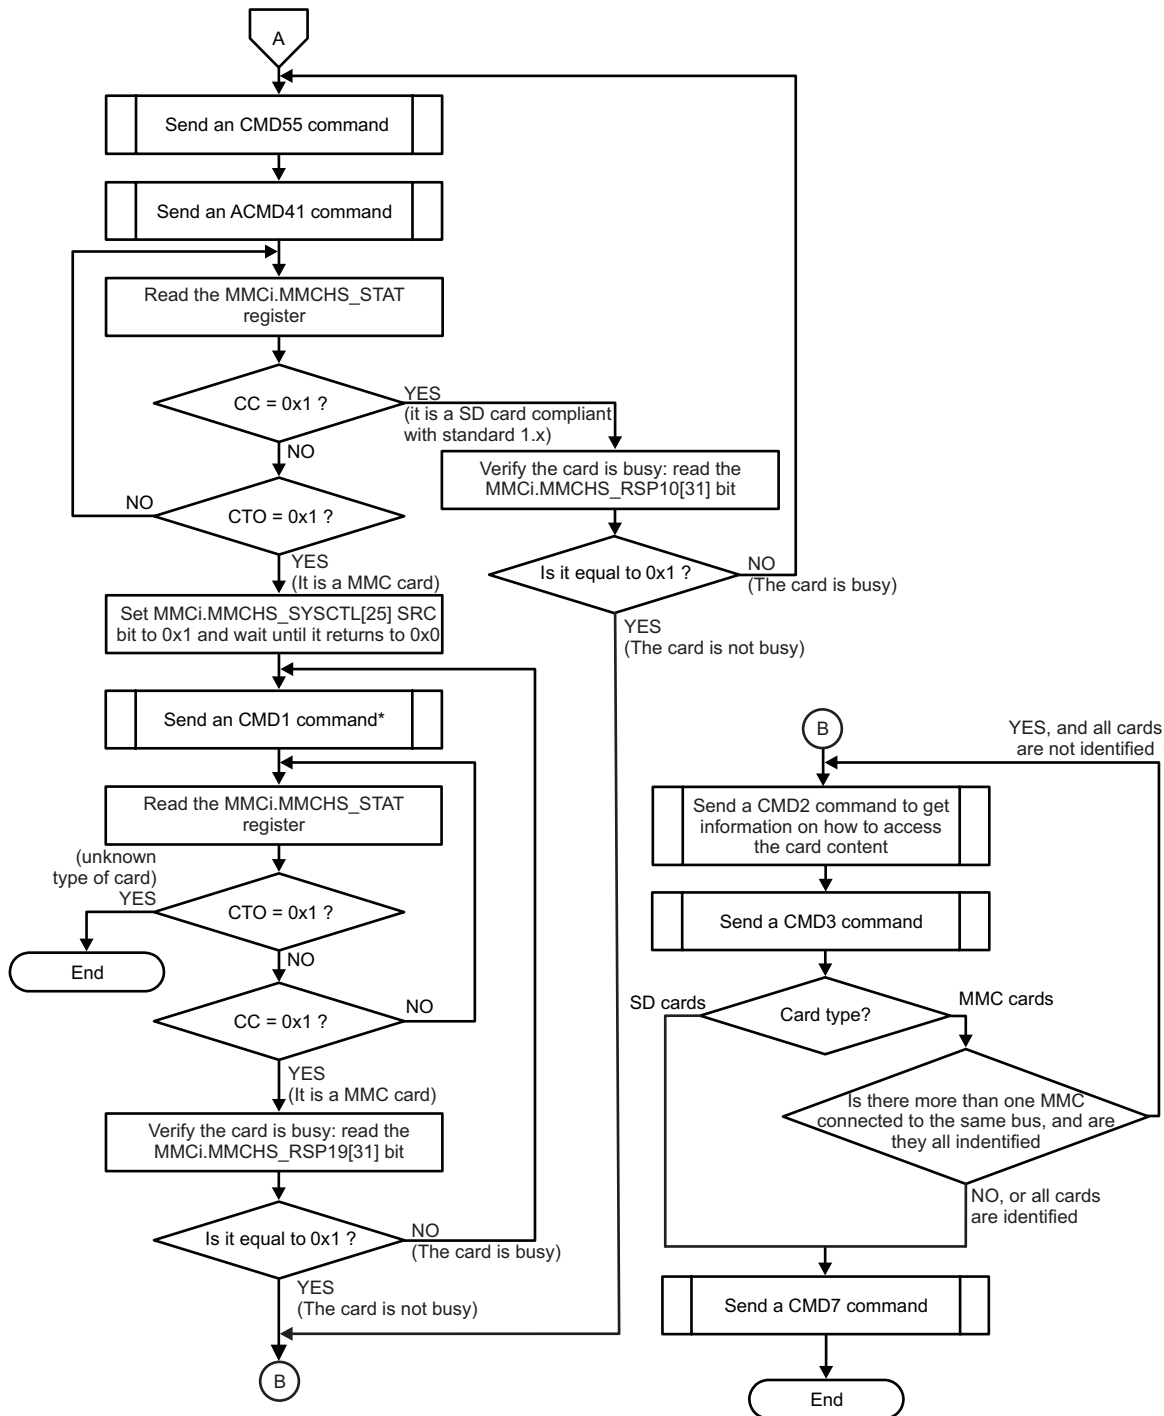 A
Send an CMD55 command
Send an ACMD41 command
Read the MMCi.MMCHS_STAT
register
CC = 0x1 ?
YES
(it is a SD card compliant
with standard 1.x)
NO
Verify the card is busy: read the
MMCi.MMCHS_RSP10[31] bit
CTO = 0x1 ?
NO
YES
(It is a MMC card)
Is it equal to 0x1 ?
NO
(The card is busy)
YES
(The card is not busy)
Set MMCi.MMCHS_SYSCTL[25] SRC
bit to 0x1 and wait until it returns to 0x0
Send an CMD1 command*
Read the MMCi.MMCHS_STAT
register
(unknown
type of card)
YES
CTO = 0x1 ?
End
NO
CC = 0x1 ?
NO
YES
(It is a MMC card)
Verify the card is busy: read the
MMCi.MMCHS_RSP19[31] bit
Is it equal to 0x1 ?
NO
(The card is busy)
YES
(The card is not busy)
B
B
YES, and all cards
are not identified
Send a CMD2 command to get
information on how to access
the card content
Send a CMD3 command
SD cards
Card type?
MMC cards
Is there more than one MMC
connected to the same bus, and are
they all indentified
NO, or all cards
are identified
Send a CMD7 command
End